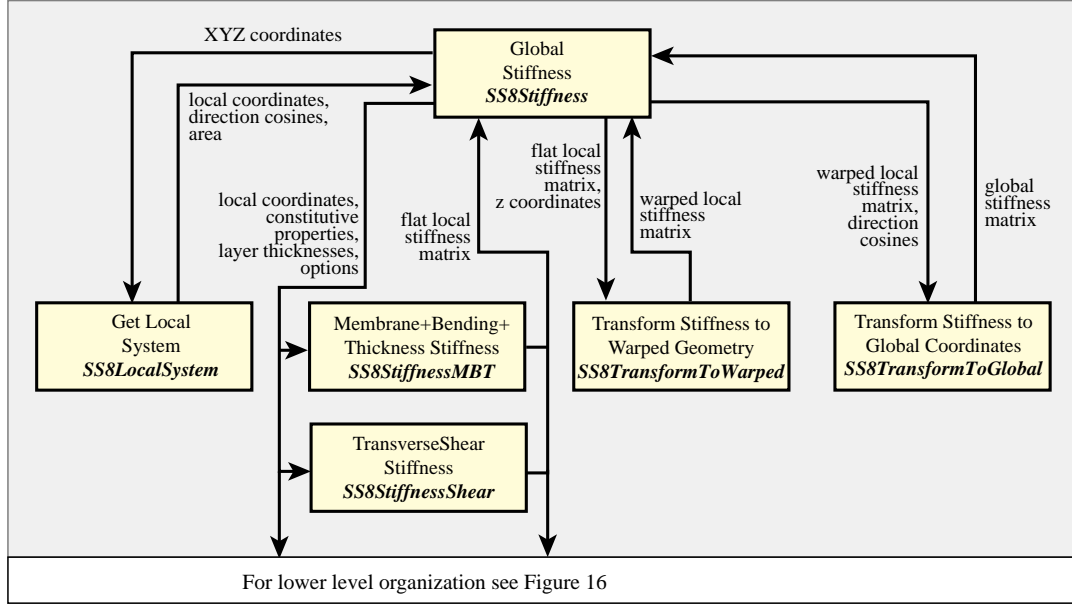 XYZ coordinates
Global
Stiffness
SS8Stiffness
local coordinates,
direction cosines,
area
local coordinates,
constitutive
properties,
layer thicknesses,
options
flat local
stiffness
matrix
flat local
stiffness
matrix,
z coordinates
warped local
stiffness
matrix
warped local
stiffness
matrix,
direction
cosines
global
stiffness
matrix
Get Local
System
SS8LocalSystem
Membrane+Bending+
Thickness Stiffness
SS8StiffnessMBT
Transform Stiffness to
Warped Geometry
SS8TransformToWarped
Transform Stiffness to
Global Coordinates
SS8TransformToGlobal
TransverseShear
Stiffness
SS8StiffnessShear
For lower level organization see Figure 16